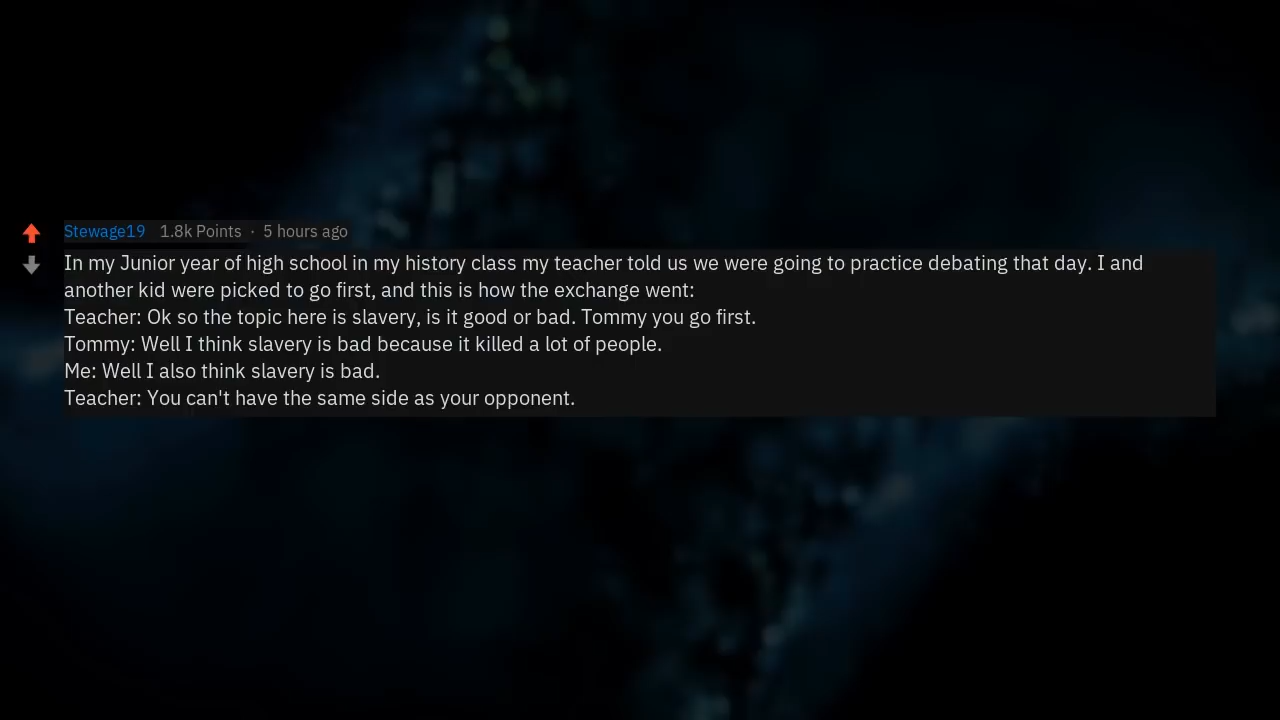 Stewage19 1.8k Points · 5 hours ago
In my Junior year of high school in my history class my teacher told us we were going to practice debating that day. I and
another kid were picked to go first, and this is how the exchange went:
Teacher: Ok so the topic here is slavery, is it good or bad. Tommy you go first.
Tommy: Well I think slavery is bad because it killed a lot of people.
Me: Well I also think slavery is bad.
Teacher: You can't have the same side as your opponent.